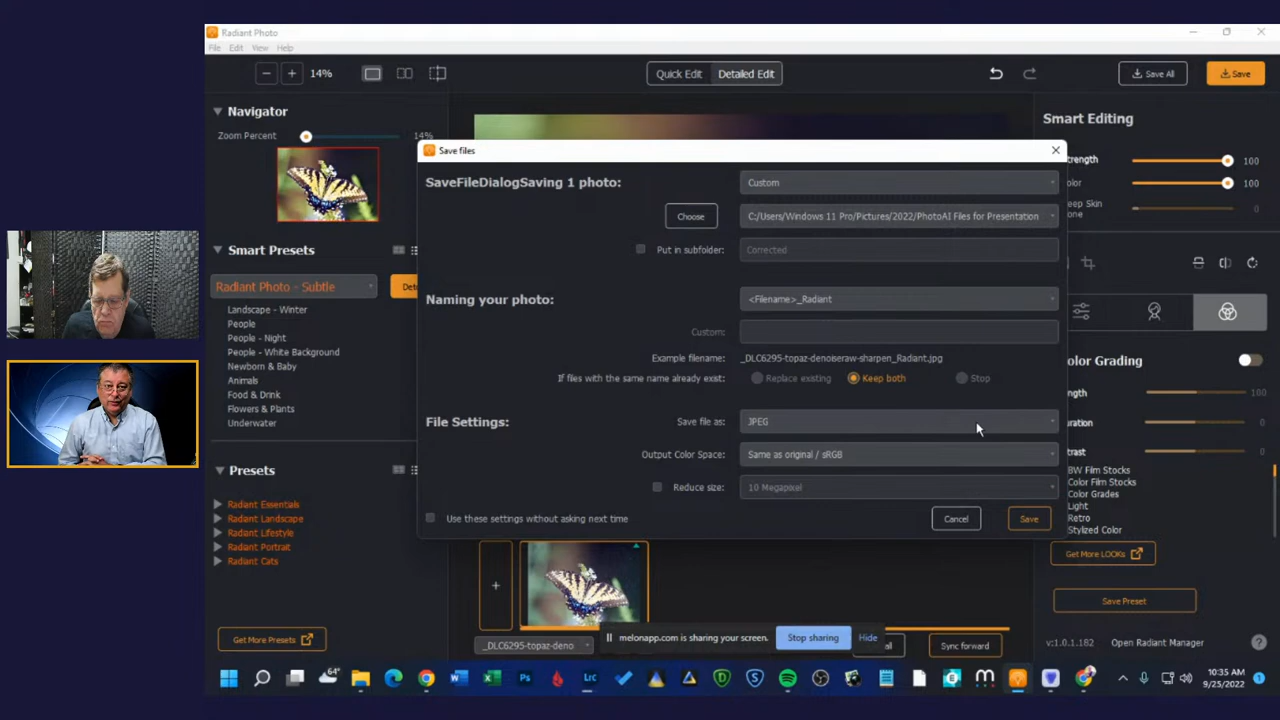 Radiant Photo
File Edit View Help
14%
Quick Edit Detailed Edit
Save All
Save
Navigator
Zoom Percent
14%
Smart Editing
100
100
0
Save files
SaveFileDialogSaving 1 photo:
Custom
Choose
C:/Users/Windows 11 Pro/Pictures/2022/PhotoAI Files for Presentation
Put in subfolder:
Corrected
Naming your photo:
<Filename>_Radiant
Custom:
Example filename:
_DLC6295-topaz-denoiseraw-sharpen_Radiant.jpg
If files with the same name already exist:
Replace existing
Keep both
Stop
File Settings:
Save file as:
JPEG
Output Color Space:
Same as original / sRGB
Reduce size:
10 Megapixel
Use these settings without asking next time
Cancel
Save
Smart Presets
Radiant Photo - Subtle
Landscape - Winter
People
People - Night
People - White Background
Newborn & Baby
Animals
Food & Drink
Flowers & Plants
Underwater
Presets
Radiant Essentials
Radiant Landscape
Radiant Lifestyle
Radiant Portrait
Radiant Cats
Get More Presets
_DLC6295-topaz-deno
melonapp.com is sharing your screen.
Stop sharing
Hide
Sync forward
olor Grading
100
0
0
BW Film Stocks
Color Film Stocks
Color Grades
Light
Retro
Stylized Color
Get More LOOKs
Save Preset
v:1.0.1.182
Open Radiant Manager
64°
10:35 AM
9/25/2022